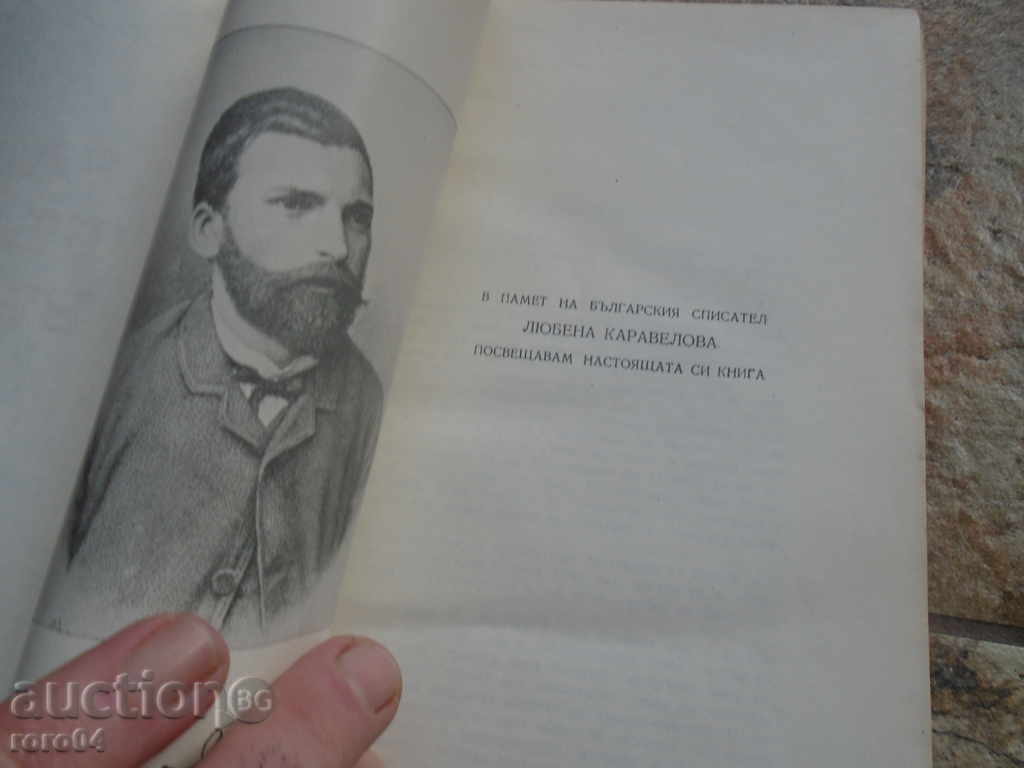 В ПАМЕТ НА БЪЛГАРСКИЯ СПИСАТЕЛ
ЛЮБЕНА КАРАВЕЛОВА
ПОСВЕЩАВАМ НАСТОЯЩАТА СИ КНИГА
auction BG
roro04